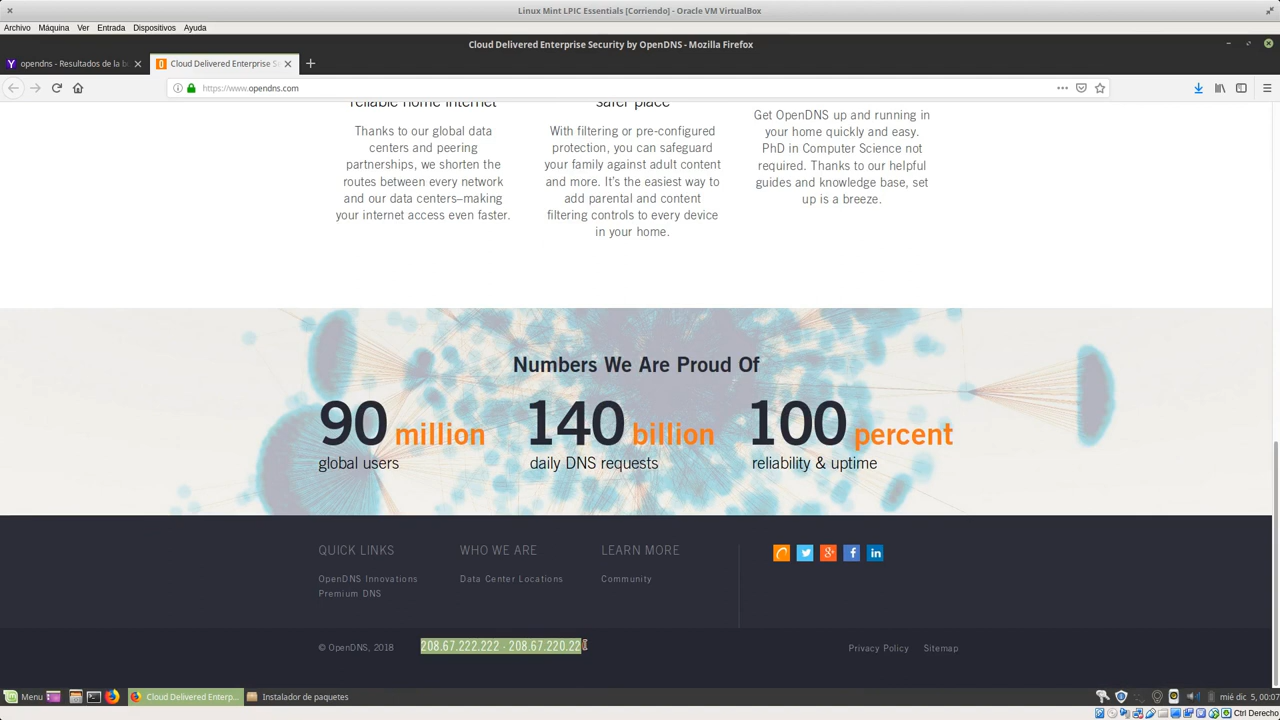 Linux Mint LPIC Essentials [Corriendo] - Oracle VM VirtualBox
Archivo Máquina Ver Entrada Dispositivos Ayuda
Cloud Delivered Enterprise Security by OpenDNS - Mozilla Firefox
opendns - Resultados de la b
Cloud Delivered Enterprise S
https://www.opendns.com
reliable home internet
Thanks to our global data
centers and peering
partnerships, we shorten the
routes between every network
and our data centers–making
your internet access even faster.
safer place
With filtering or pre-configured
protection, you can safeguard
your family against adult content
and more. It's the easiest way to
add parental and content
filtering controls to every device
in your home.
Get OpenDNS up and running in
your home quickly and easy.
PhD in Computer Science not
required. Thanks to our helpful
guides and knowledge base, set
up is a breeze.
Numbers We Are Proud Of
90 million
global users
140 billion
daily DNS requests
100 percent
reliability & uptime
QUICK LINKS
OpenDNS Innovations
Premium DNS
WHO WE ARE
Data Center Locations
LEARN MORE
Community
© OpenDNS, 2018
208.67.222.222 · 208.67.220.22
Privacy Policy
Sitemap
Menu
Cloud Delivered Enterp...
Instalador de paquetes
mié dic 5, 00:07
Ctrl Derecho